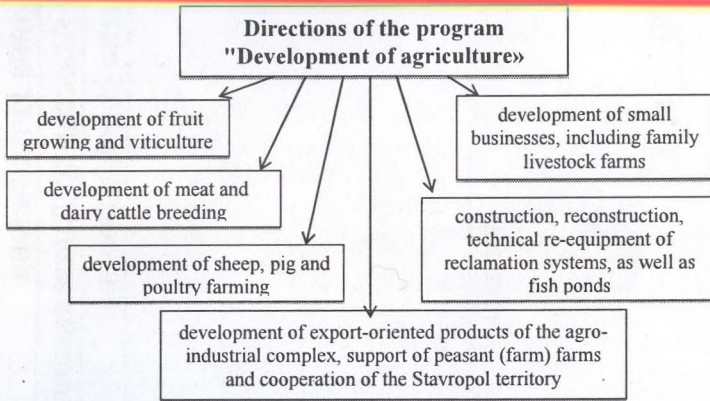 Directions of the program
"Development of agriculture»
development of fruit
growing and viticulture
development of small
businesses, including family
livestock farms
development of meat and
dairy cattle breeding
construction, reconstruction,
technical re-equipment of
reclamation systems, as well as
fish ponds
development of sheep, pig and
poultry farming
development of export-oriented products of the agro-
industrial complex, support of peasant (farm) farms
and cooperation of the Stavropol territory